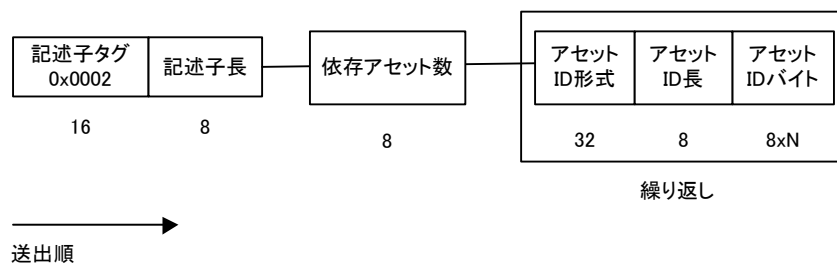 記述子タグ
0x0002
記述子長
依存アセット数
アセット
ID形式
アセット
ID長
アセット
IDバイト
16
8
8
32
8
8xN
繰り返し
送出順